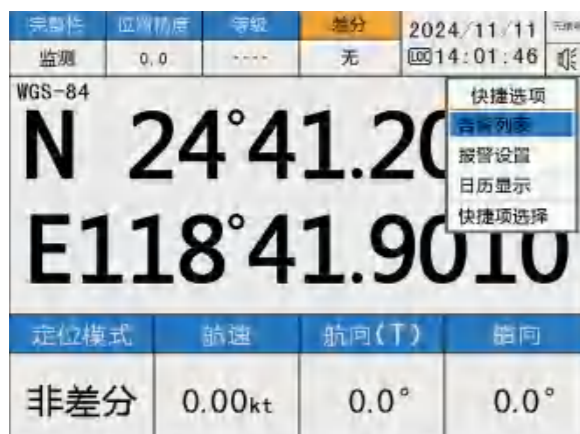 完整性 位置精度 等级 差分 2024/11/11
监测 0.0 ---- 无 LOC 14:01:46
WGS-84
N 24°41.20
E118°41.9010
快捷选项
告警列表
报警设置
日历显示
快捷项选择
定位模式 航速 航向(T) 艏向
非差分 0.00kt 0.0° 0.0°